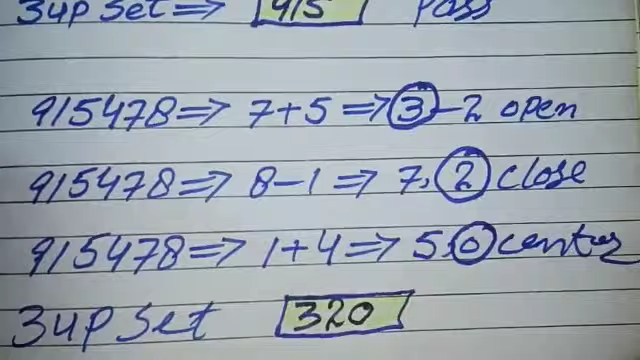 3up Set⇒ 915 Pass
915478⇒ 7+5⇒3-2 open
915478⇒ 8-1⇒ 7,2 close
915478⇒ 1+4⇒ 5,0 center
3up Set 320